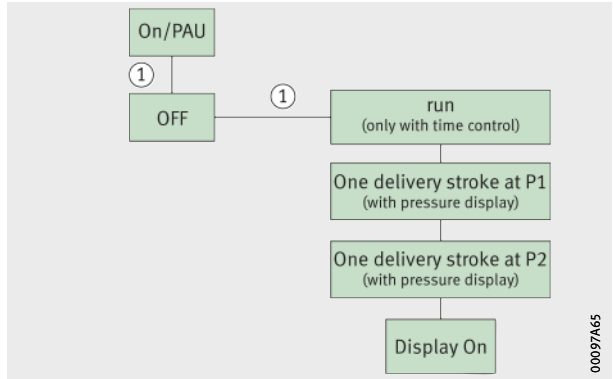 On/PAU
1
OFF
1
run
(only with time control)
One delivery stroke at P1
(with pressure display)
One delivery stroke at P2
(with pressure display)
Display On
00097A65